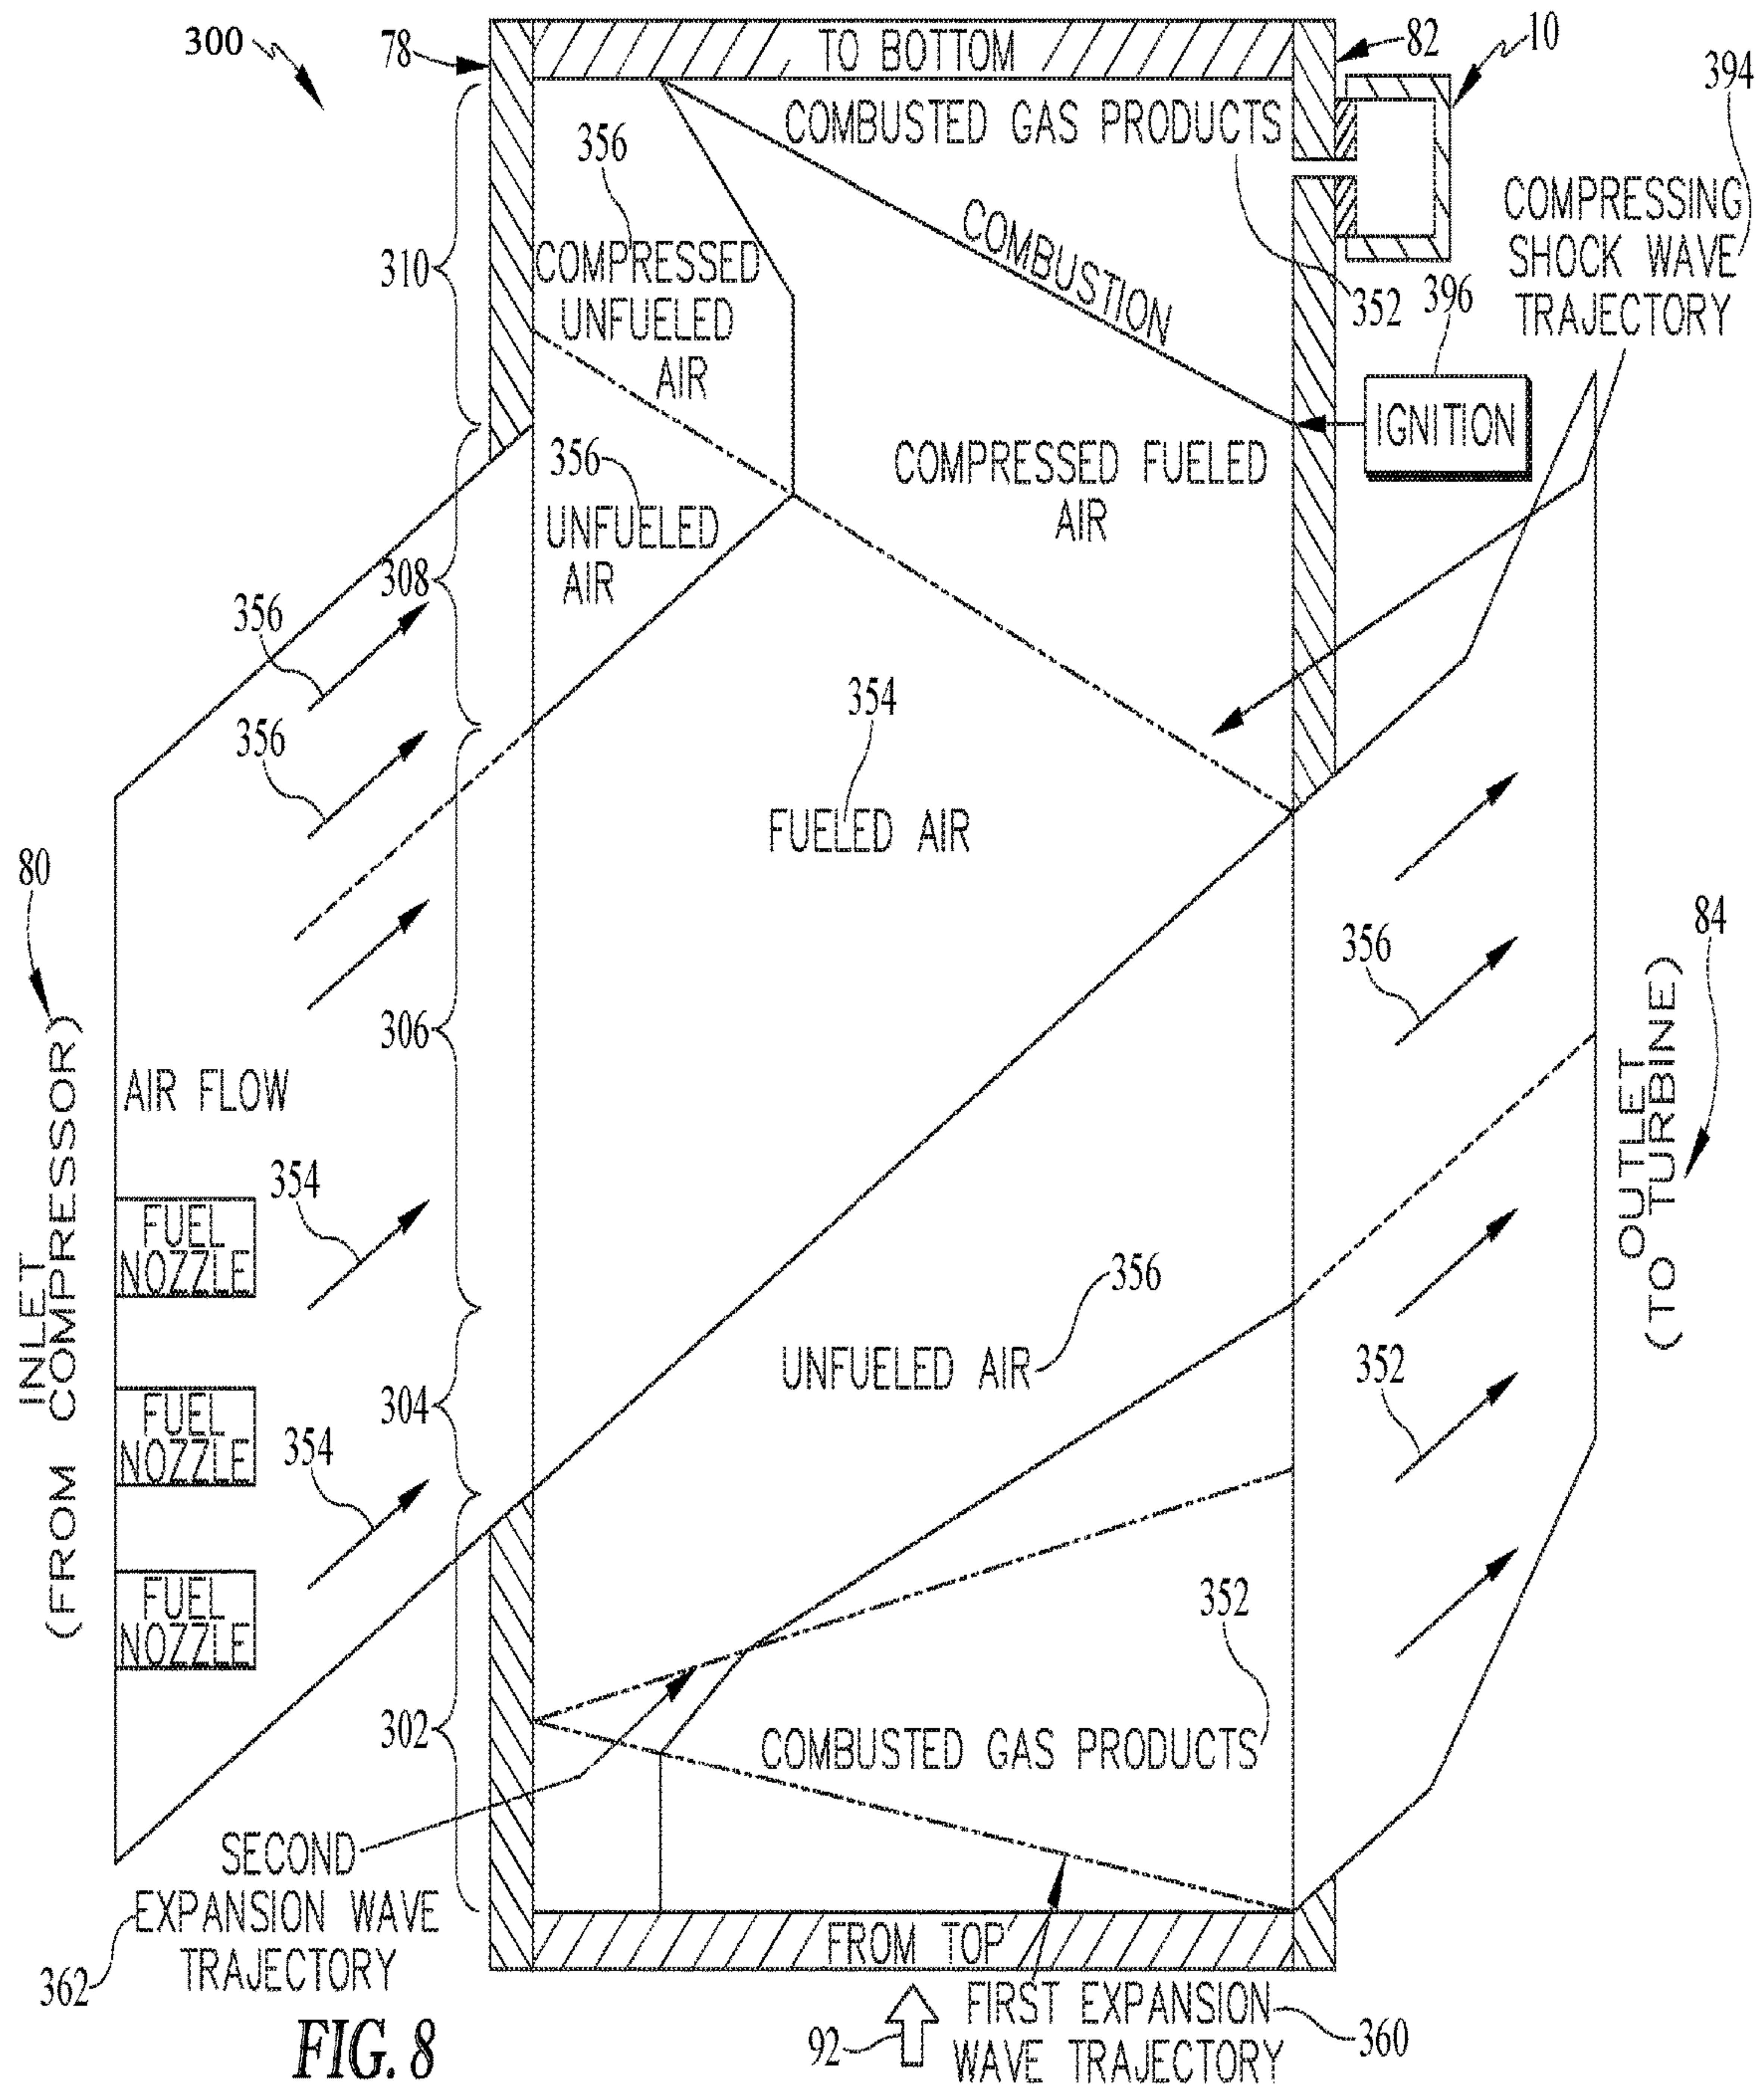 300
78
TO BOTTOM
82
10
394
COMBUSTED GAS PRODUCTS
356
COMPRESSING
SHOCK WAVE
TRAJECTORY
COMBUSTION
310
COMPRESSED
UNFUELED
AIR
352
396
IGNITION
356
COMPRESSED FUELED
AIR
UNFUELED
AIR
308
356
354
356
FUELED AIR
80
84
356
306
INLET
(FROM COMPRESSOR)
AIR FLOW
OUTLET
(TO TURBINE)
354
FUEL
NOZZLE
356
UNFUELED AIR
352
304
FUEL
NOZZLE
354
FUEL
NOZZLE
352
302
COMBUSTED GAS PRODUCTS
SECOND
EXPANSION WAVE
TRAJECTORY
362
FROM TOP
FIRST EXPANSION
WAVE TRAJECTORY
360
92
FIG. 8